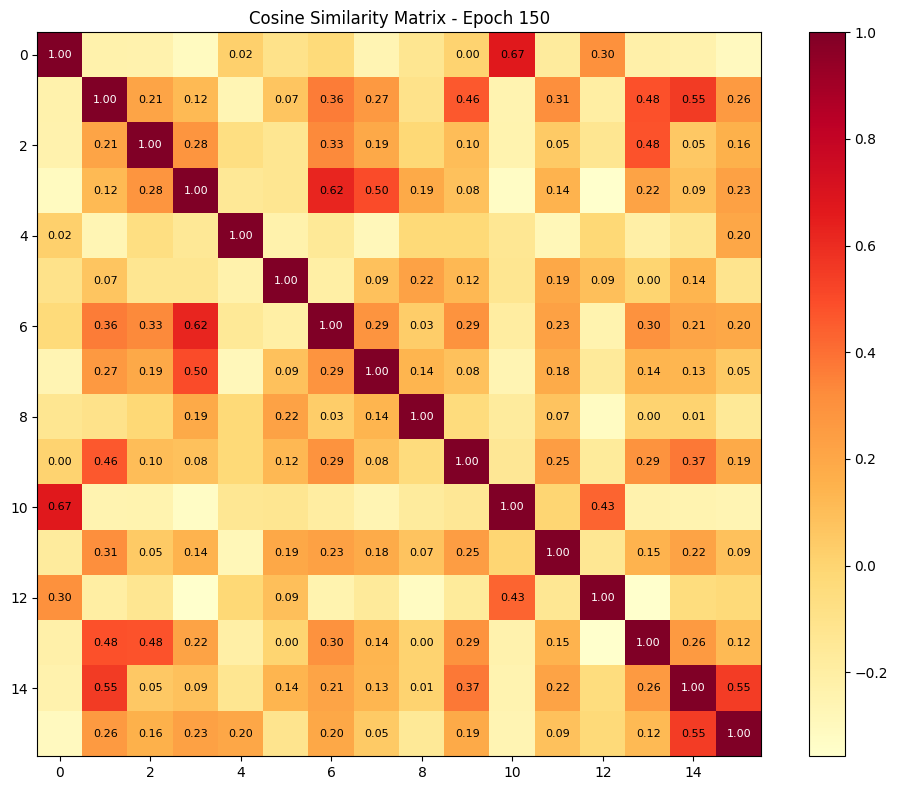 Cosine Similarity Matrix - Epoch 150
0 1.00 0.02 0.00 0.67 0.30
1.00 0.21 0.12 0.07 0.36 0.27 0.46 0.31 0.48 0.55 0.26
2 0.21 1.00 0.28 0.33 0.19 0.10 0.05 0.48 0.05 0.16
0.12 0.28 1.00 0.62 0.50 0.19 0.08 0.14 0.22 0.09 0.23
4 0.02 1.00 0.20
0.07 1.00 0.09 0.22 0.12 0.19 0.09 0.00 0.14
6 0.36 0.33 0.62 1.00 0.29 0.03 0.29 0.23 0.30 0.21 0.20
0.27 0.19 0.50 0.09 0.29 1.00 0.14 0.08 0.18 0.14 0.13 0.05
8 0.19 0.22 0.03 0.14 1.00 0.07 0.00 0.01
0.00 0.46 0.10 0.08 0.12 0.29 0.08 1.00 0.25 0.29 0.37 0.19
10 0.67 1.00 0.43
0.31 0.05 0.14 0.19 0.23 0.18 0.07 0.25 1.00 0.15 0.22 0.09
12 0.30 0.09 0.43 1.00
0.48 0.48 0.22 0.00 0.30 0.14 0.00 0.29 0.15 1.00 0.26 0.12
14 0.55 0.05 0.09 0.14 0.21 0.13 0.01 0.37 0.22 0.26 1.00 0.55
0.26 0.16 0.23 0.20 0.20 0.05 0.19 0.09 0.12 0.55 1.00
0 2 4 6 8 10 12 14
1.0
0.8
0.6
0.4
0.2
0.0
−0.2